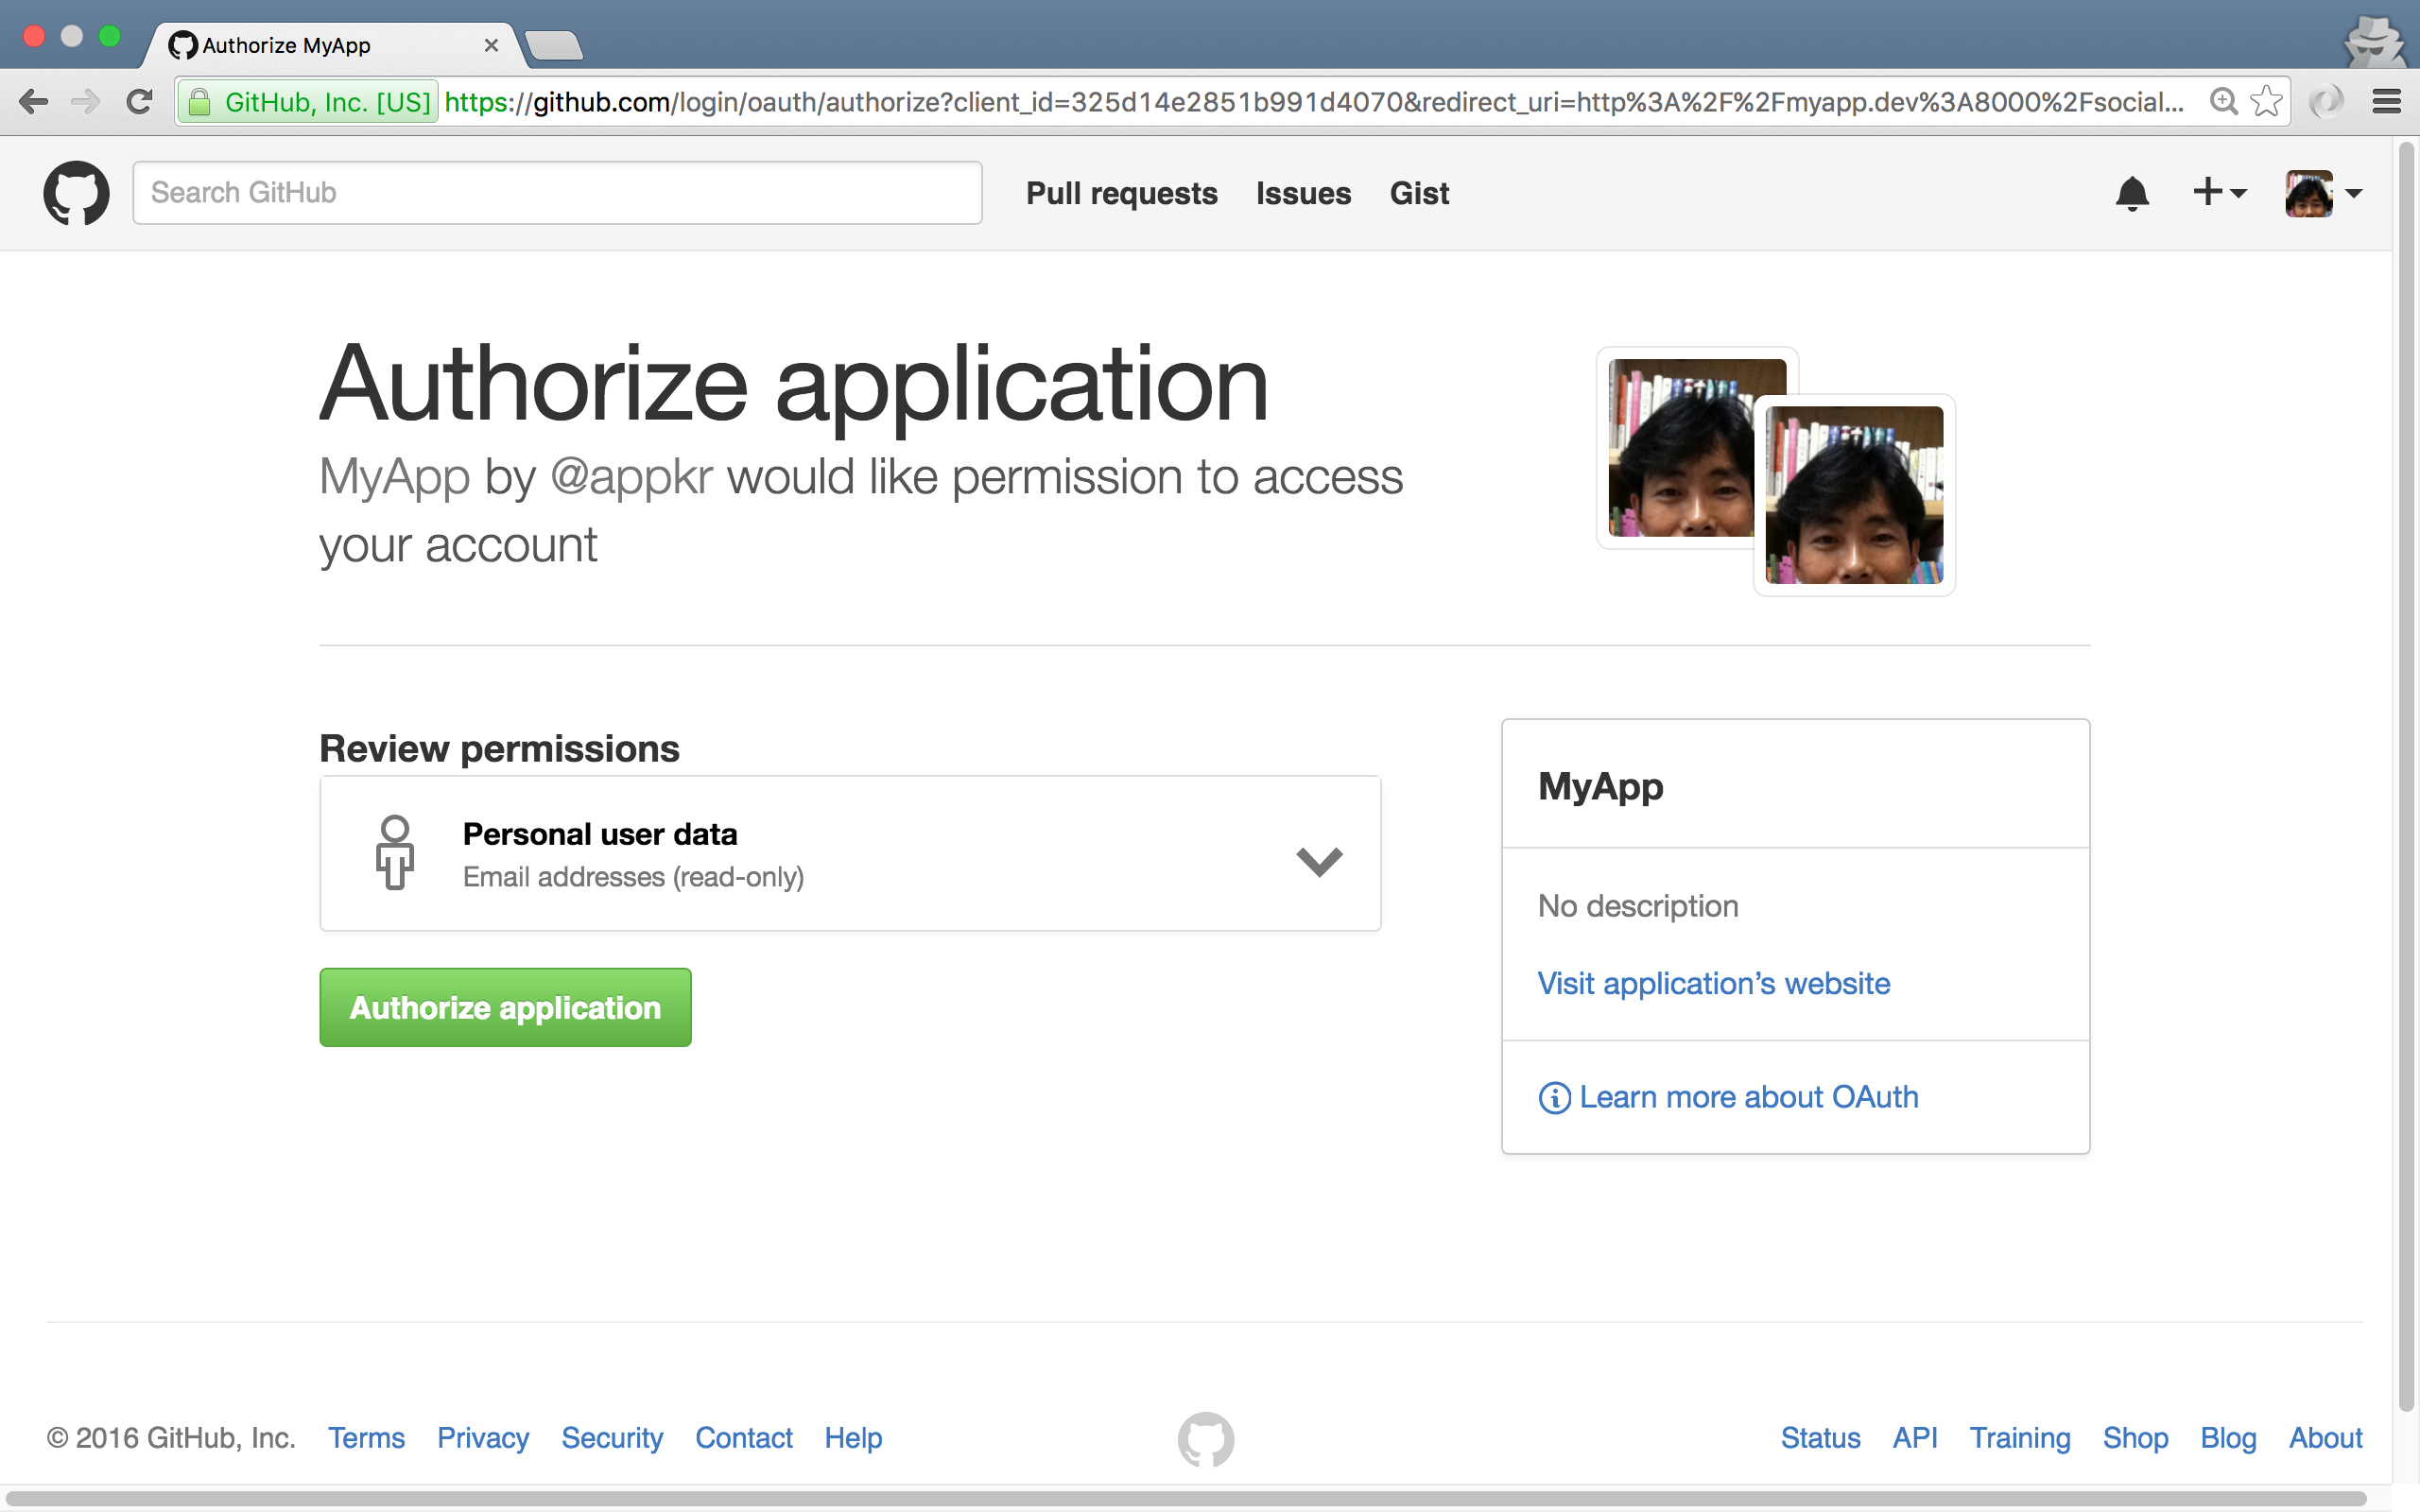 Authorize MyApp
GitHub, Inc. [US] https://github.com/login/oauth/authorize?client_id=325d14e2851b991d4070&redirect_uri=http%3A%2F%2Fmyapp.dev%3A8000%2Fsocial...
Search GitHub
Pull requests Issues Gist
Authorize application
MyApp by @appkr would like permission to access
your account
Review permissions
Personal user data
Email addresses (read-only)
Authorize application
MyApp
No description
Visit application’s website
Learn more about OAuth
© 2016 GitHub, Inc. Terms Privacy Security Contact Help
Status API Training Shop Blog About